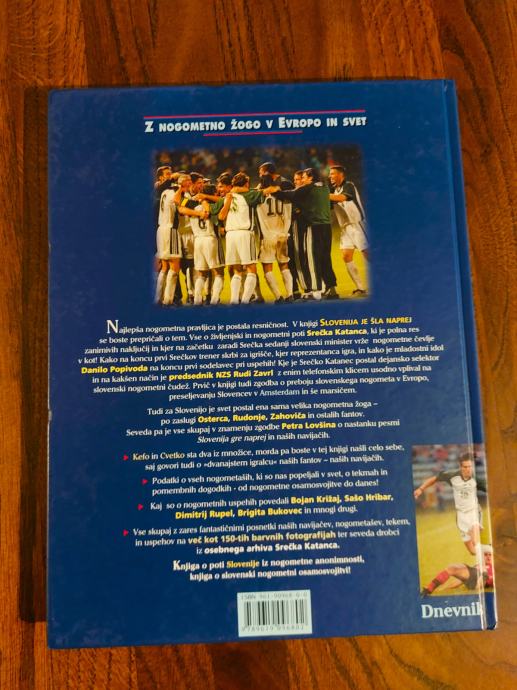 Z NOGOMETNO ŽOGO V EVROPO IN SVET
Najlepša nogometna pravljica je postala resničnost. V knjigi SLOVENIJA JE ŠLA NAPREJ
se boste prepričali o tem. Vse o življenjski in nogometni poti Srečka Katanca, ki je polna res
zanimivih naključij in kjer na začetku zaradi Srečka sedanji slovenski minister vrže nogometne čevlje
v kot! Kako na koncu prvi Srečkov trener skrbi za igrišče, kjer reprezentanca igra, in kako je mladostni idol
Danilo Popivoda na koncu prvi sodelavec pri uspehih! Kje je Srečko Katanec postal dejansko selektor
in na kakšen način je predsednik NZS Rudi Zavrl z enim telefonskim klicem usodno vplival na
slovenski nogometni čudež. Prvič v knjigi tudi zgodba o preboju slovenskega nogometa v Evropo,
preseljevanju Slovencev v Amsterdam in še marsičem.
Tudi za Slovenijo je svet postal ena sama velika nogometna žoga –
po zaslugi Osterca, Rudonje, Zahoviča in ostalih fantov.
Seveda pa je vse skupaj v znamenju zgodbe Petra Lovšina o nastanku pesmi
Slovenija gre naprej in naših navijačih.
Kefo in Cvetko sta dva iz množice, morda pa boste v tej knjigi našli celo sebe,
saj govori tudi o »dvanajstem igralcu« naših fantov – naših navijačih.
Podatki o vseh nogometaših, ki so nas popeljali v svet, o tekmah in
pomembnih dogodkih - od nogometne osamosvojitve do danes!
Kaj so o nogometnih uspehih povedali Bojan Križaj, Sašo Hribar,
Dimitrij Rupel, Brigita Bukovec in mnogi drugi.
Vse skupaj z zares fantastičnimi posnetki naših navijačev, nogometašev, tekem,
in uspehov na več kot 150-tih barvnih fotografijah ter seveda drobci
iz osebnega arhiva Srečka Katanca.
Knjiga o poti Slovenije iz nogometne anonimnosti,
knjiga o slovenski nogometni osamosvojitvi!
ISBN 961-90968-0-0
9 789619 096802
Dnevnik